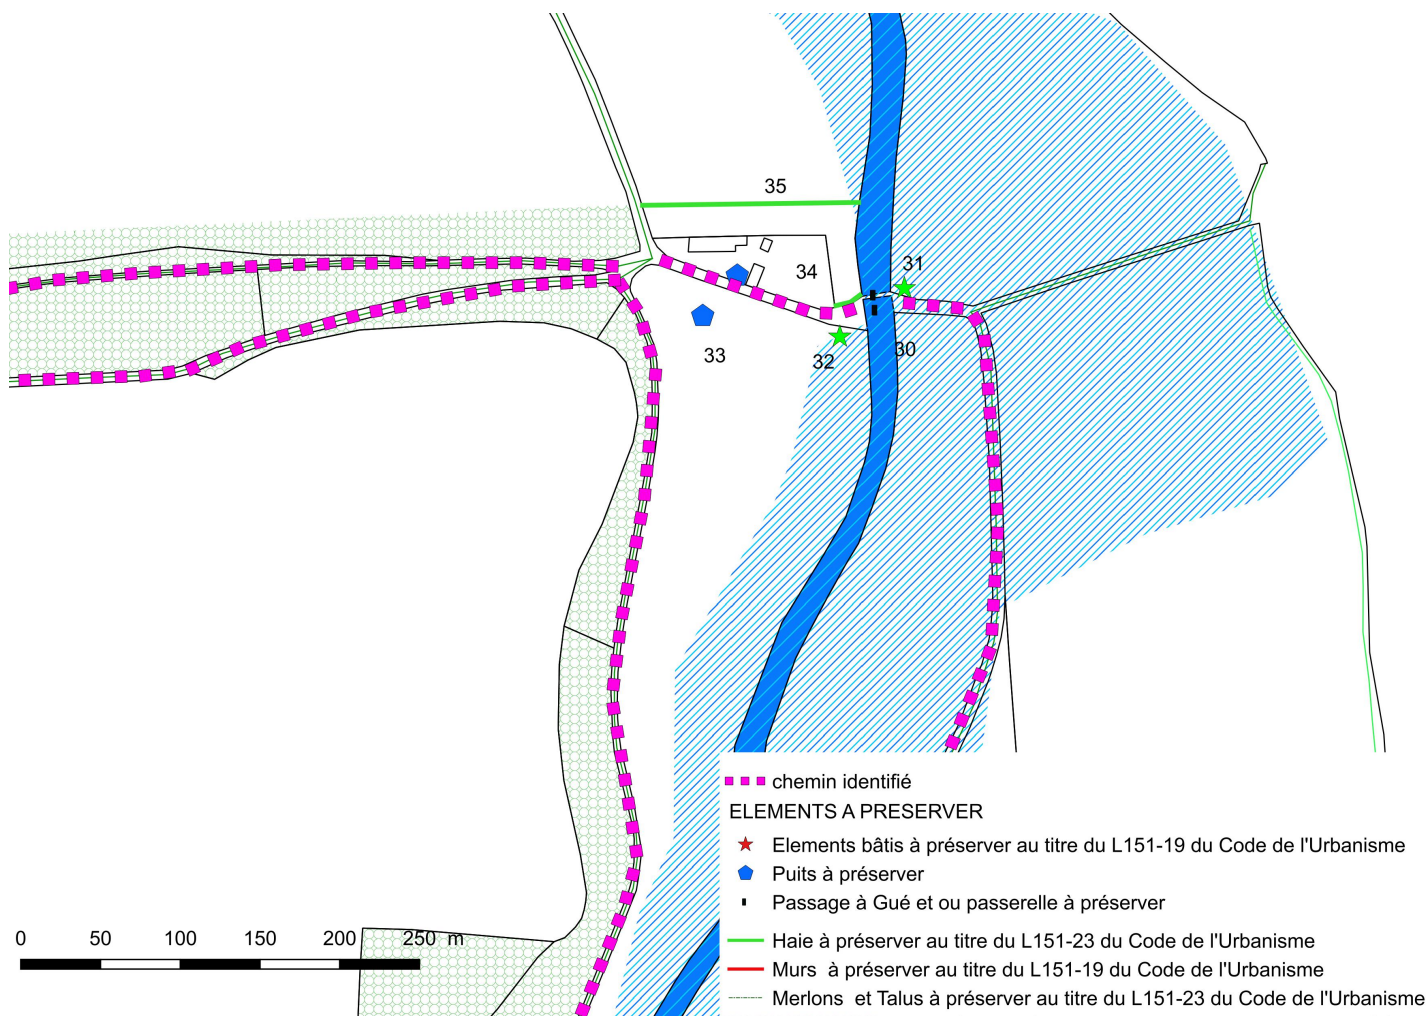 35
31
34
30
33
32
0 50 100 150 200 250 m
chemin identifié
ELEMENTS A PRESERVER
Elements bâtis à préserver au titre du L151-19 du Code de l'Urbanisme
Puits à préserver
Passage à Gué et ou passerelle à préserver
Haie à préserver au titre du L151-23 du Code de l'Urbanisme
Murs à préserver au titre du L151-19 du Code de l'Urbanisme
Merlons et Talus à préserver au titre du L151-23 du Code de l'Urbanisme